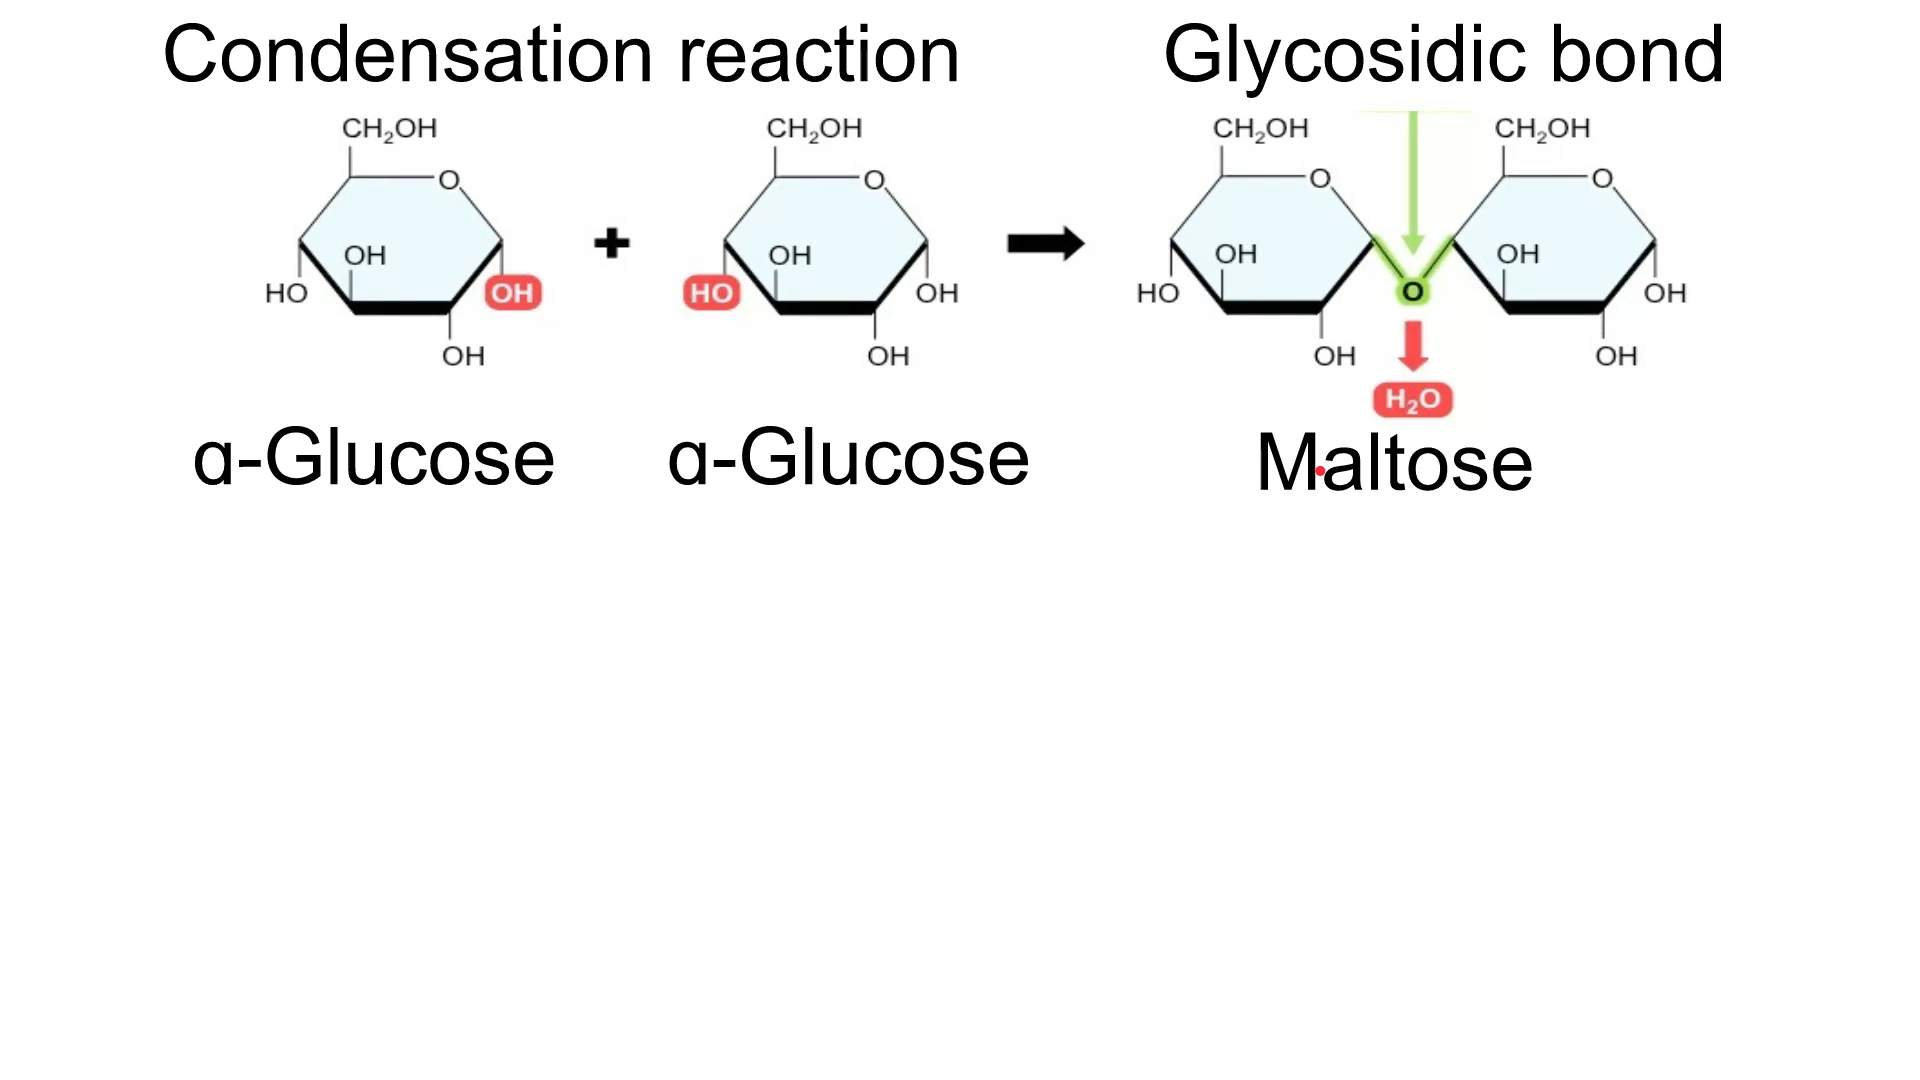 Condensation reaction Glycosidic bond
CH₂OH CH₂OH CH₂OH CH₂OH
O O O O
OH OH OH OH
HO OH HO OH HO O OH
OH OH OH OH
H₂O
ɑ-Glucose ɑ-Glucose Maltose